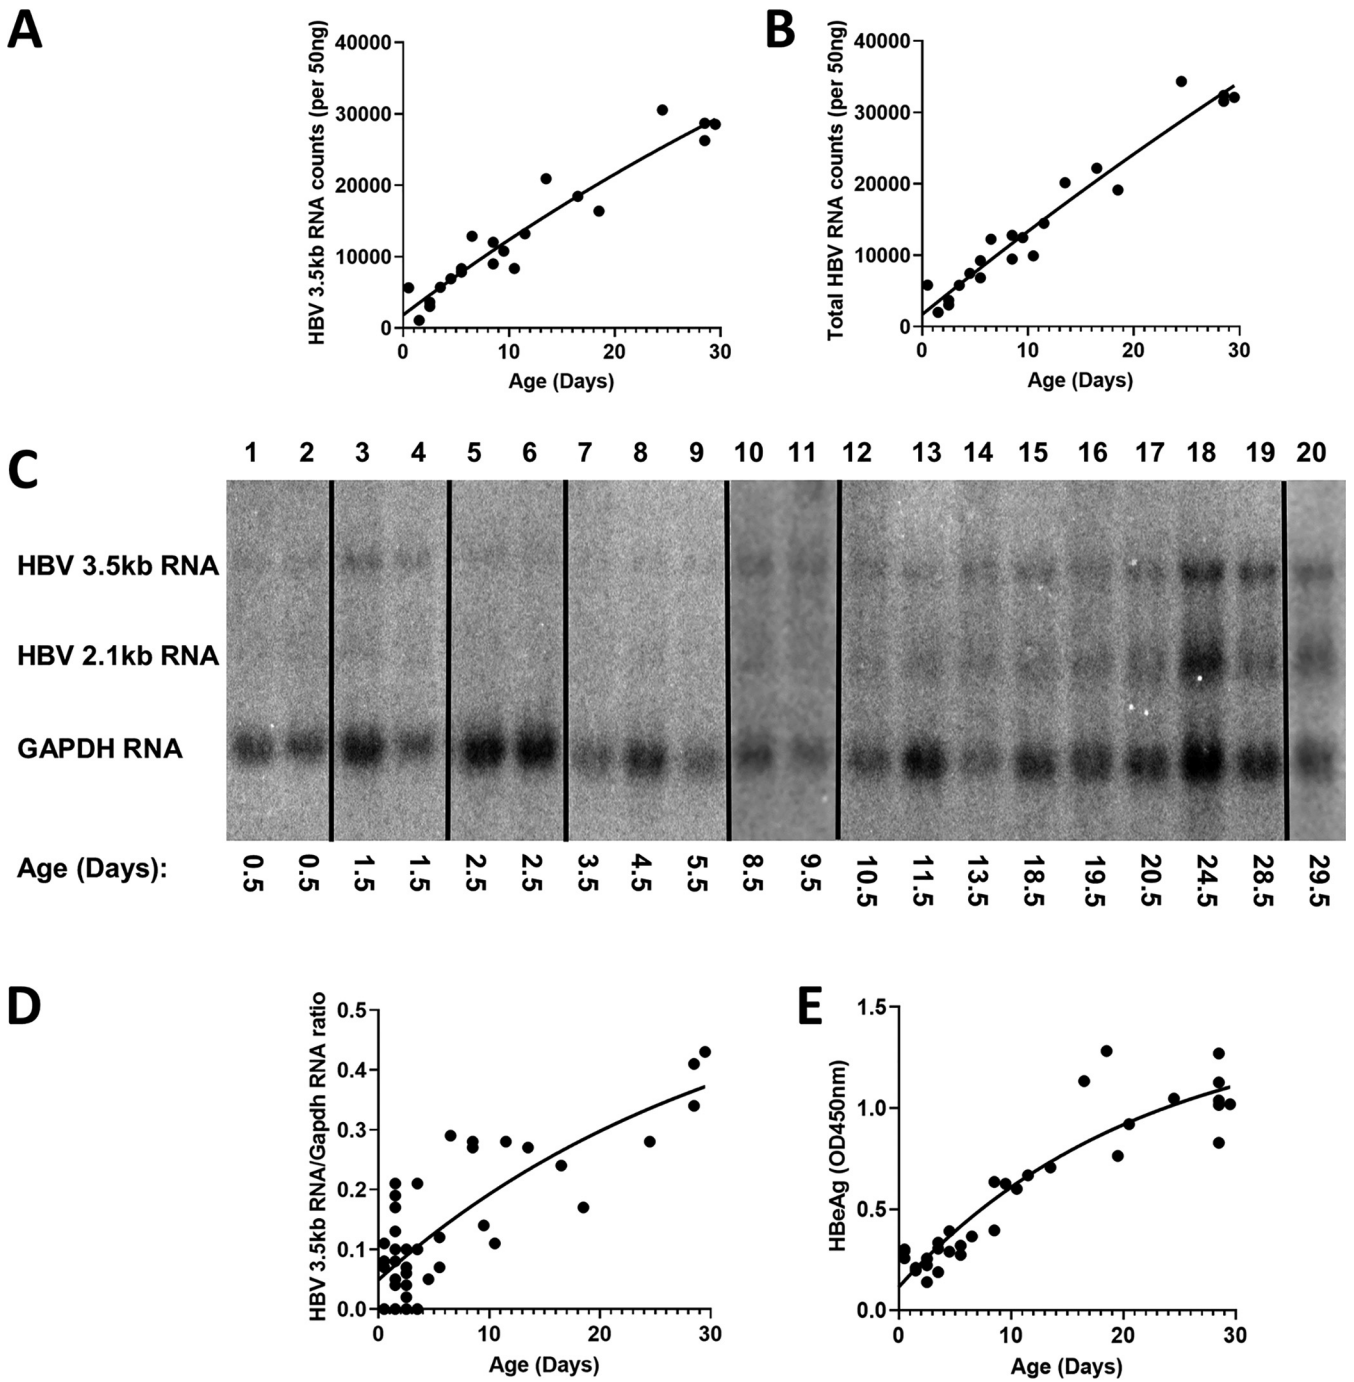 A
HBV 3.5kb RNA counts (per 50ng)
40000
30000
20000
10000
0
0 10 20 30
Age (Days)
B
Total HBV RNA counts (per 50ng)
40000
30000
20000
10000
0
0 10 20 30
Age (Days)
C
1 2 3 4 5 6 7 8 9 10 11 12 13 14 15 16 17 18 19 20
HBV 3.5kb RNA
HBV 2.1kb RNA
GAPDH RNA
Age (Days): 0.5 0.5 1.5 1.5 2.5 2.5 3.5 4.5 5.5 8.5 9.5 10.5 11.5 13.5 18.5 19.5 20.5 24.5 28.5 29.5
D
HBV 3.5kb RNA/Gapdh RNA ratio
0.5
0.4
0.3
0.2
0.1
0.0
0 10 20 30
Age (Days)
E
HBeAg (OD450nm)
1.5
1.0
0.5
0.0
0 10 20 30
Age (Days)